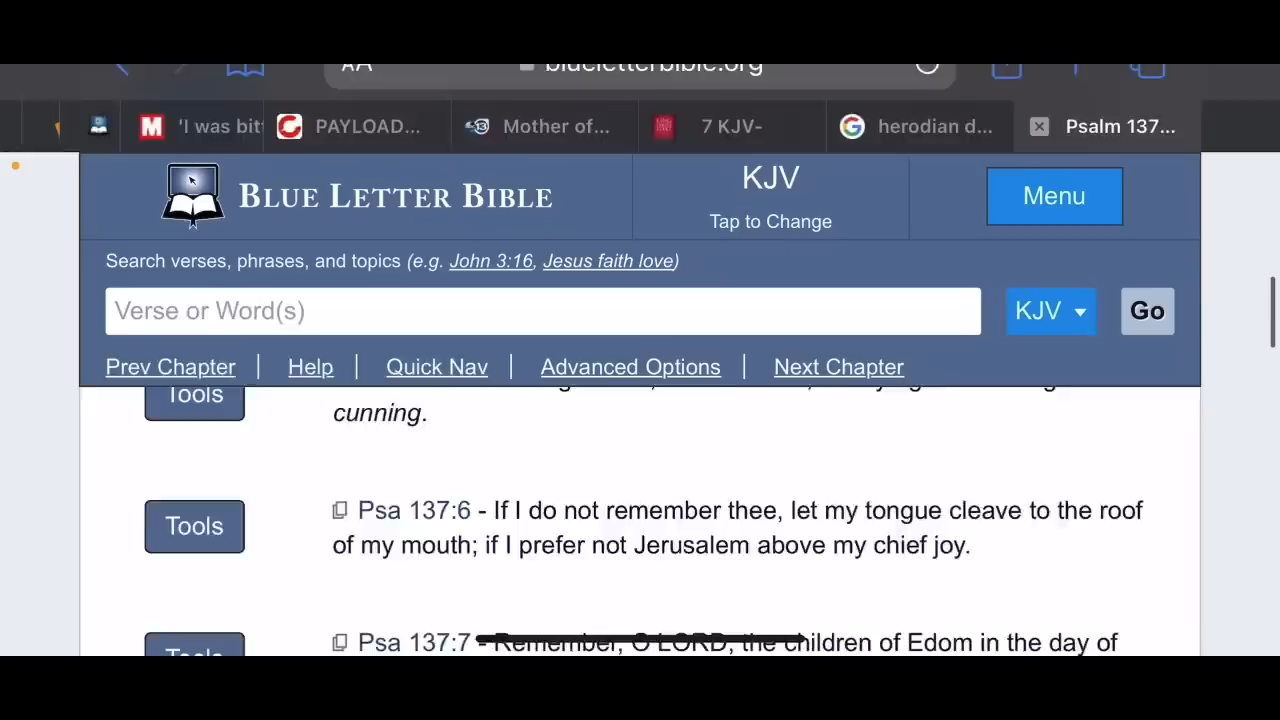 AA blueletterbible.org
'I was bit PAYLOAD... Mother of... 7 KJV- herodian d... Psalm 137...
BLUE LETTER BIBLE
KJV
Tap to Change
Menu
Search verses, phrases, and topics (e.g. John 3:16, Jesus faith love)
Verse or Word(s) KJV Go
Prev Chapter | Help | Quick Nav | Advanced Options | Next Chapter
Tools
cunning.
Tools
Psa 137:6 - If I do not remember thee, let my tongue cleave to the roof
of my mouth; if I prefer not Jerusalem above my chief joy.
Tools
Psa 137:7 - Remember, O LORD, the children of Edom in the day of